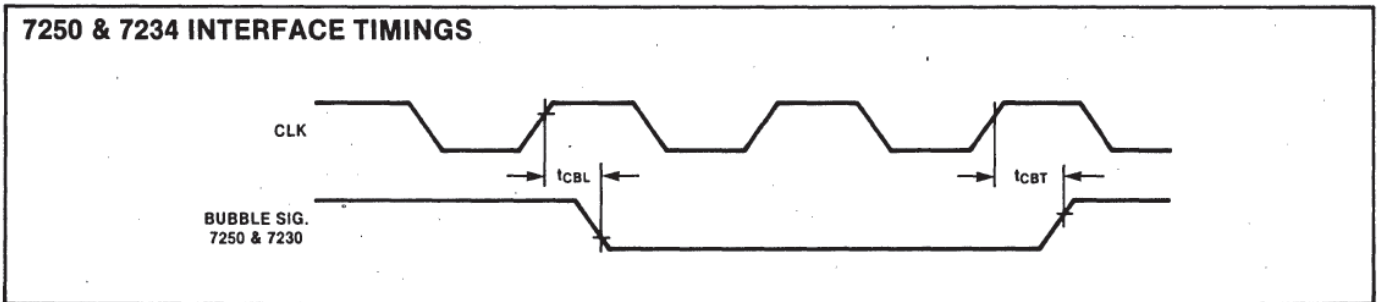 7250 & 7234 INTERFACE TIMINGS
CLK
tCBL
tCBT
BUBBLE SIG.
7250 & 7230